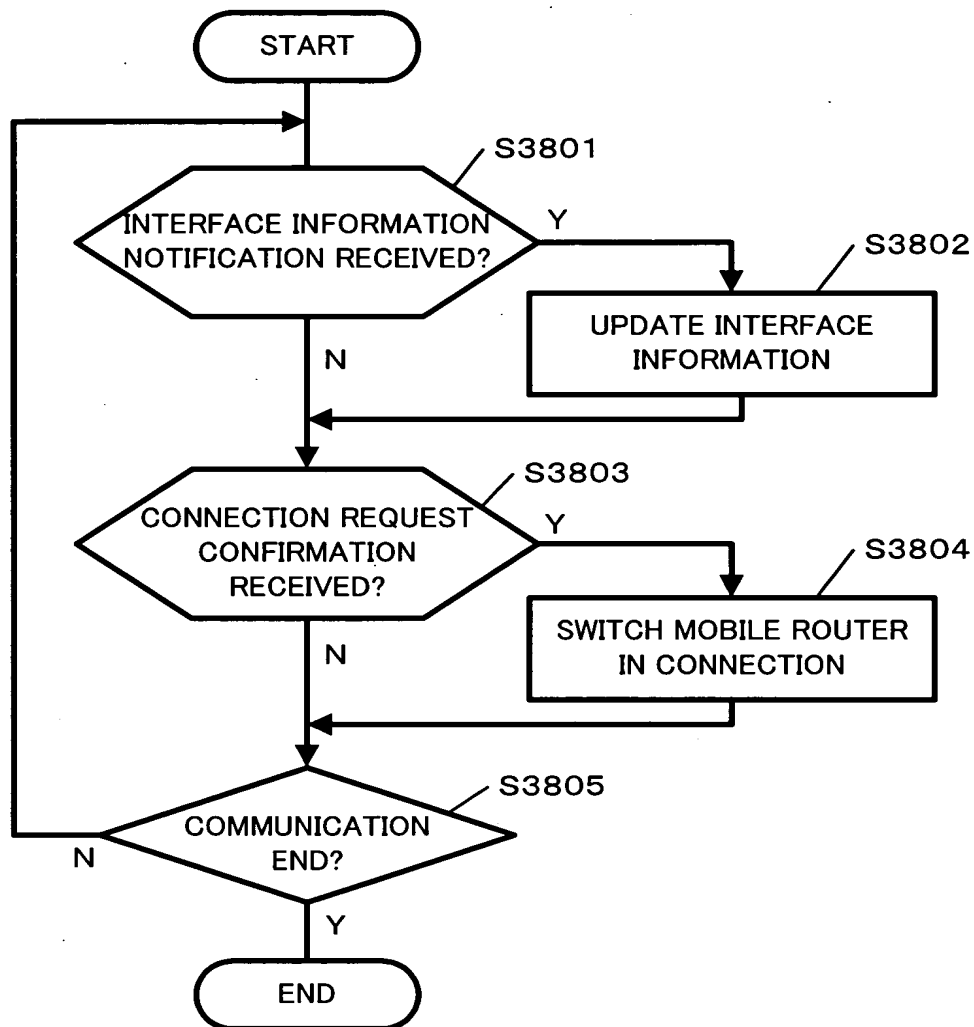 START
S3801
INTERFACE INFORMATION
NOTIFICATION RECEIVED?
Y
S3802
UPDATE INTERFACE
INFORMATION
N
S3803
CONNECTION REQUEST
CONFIRMATION
RECEIVED?
Y
S3804
SWITCH MOBILE ROUTER
IN CONNECTION
N
S3805
COMMUNICATION
END?
N
Y
END